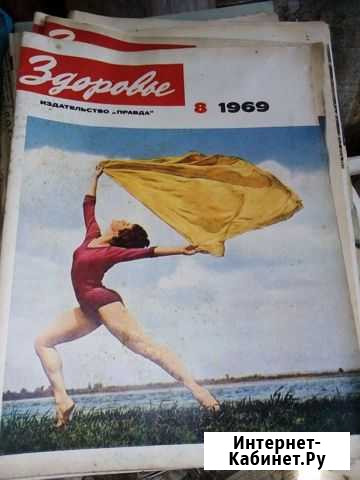 Здоровье
ИЗДАТЕЛЬСТВО „ПРАВДА"
8 1969
Интернет-
Кабинет.Ру